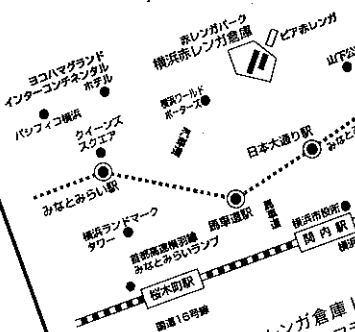 赤レンガパーク
横浜赤レンガ倉庫
ピア赤レンガ
山下公
ヨコハマグランド
インターコンチネンタル
ホテル
パシフィコ横浜
横浜ワールド
ポーターズ
クイーンズ
スクエア
日本大通り駅
みなとみらい駅
みなと
横浜ランドマーク
タワー
馬車道駅
馬車道
横浜市役所
関内駅
首都高速横羽線
みなとみらいランプ
桜木町駅
国道16号線
レンガ倉庫